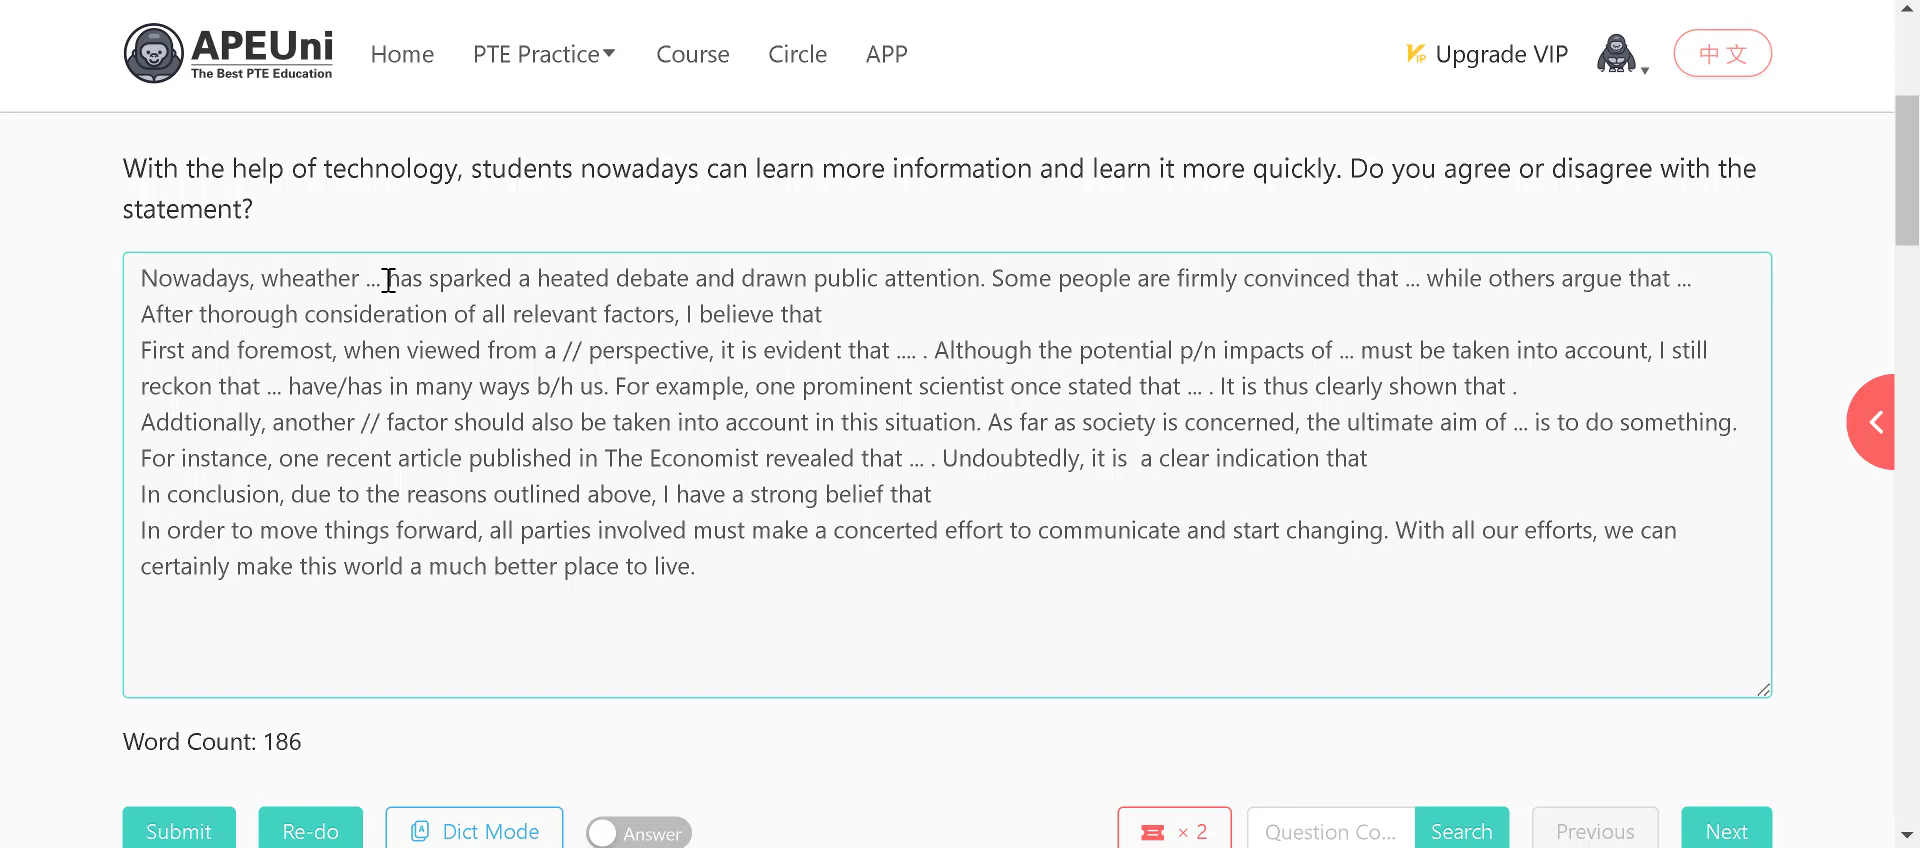 APEUni
The Best PTE Education
Home
PTE Practice
Course
Circle
APP
VIP
Upgrade VIP
中文
With the help of technology, students nowadays can learn more information and learn it more quickly. Do you agree or disagree with the
statement?
Nowadays, wheather ... has sparked a heated debate and drawn public attention. Some people are firmly convinced that ... while others argue that ...
After thorough consideration of all relevant factors, I believe that
First and foremost, when viewed from a // perspective, it is evident that .... . Although the potential p/n impacts of ... must be taken into account, I still
reckon that ... have/has in many ways b/h us. For example, one prominent scientist once stated that ... . It is thus clearly shown that .
Addtionally, another // factor should also be taken into account in this situation. As far as society is concerned, the ultimate aim of ... is to do something.
For instance, one recent article published in The Economist revealed that ... . Undoubtedly, it is  a clear indication that
In conclusion, due to the reasons outlined above, I have a strong belief that
In order to move things forward, all parties involved must make a concerted effort to communicate and start changing. With all our efforts, we can
certainly make this world a much better place to live.
Word Count: 186
Submit
Re-do
A
Dict Mode
Answer
× 2
Question Co...
Search
Previous
Next